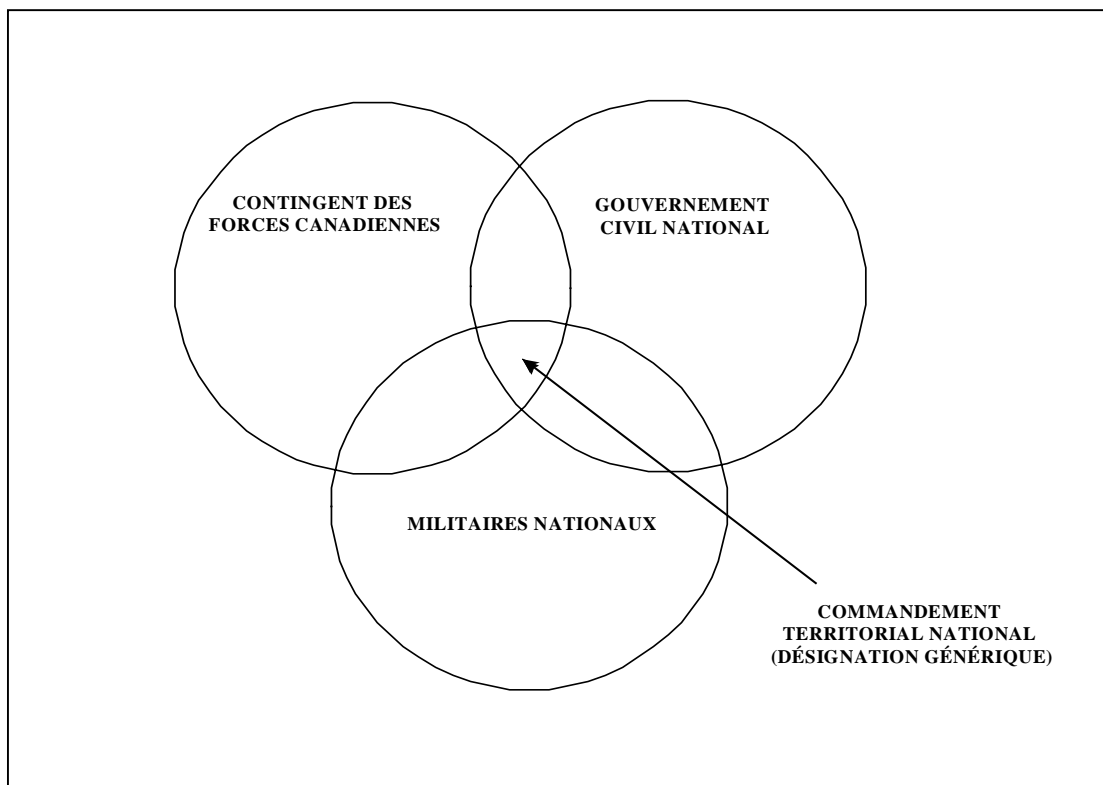 CONTINGENT DES
FORCES CANADIENNES
GOUVERNEMENT
CIVIL NATIONAL
MILITAIRES NATIONAUX
COMMANDEMENT
TERRITORIAL NATIONAL
(DÉSIGNATION GÉNÉRIQUE)